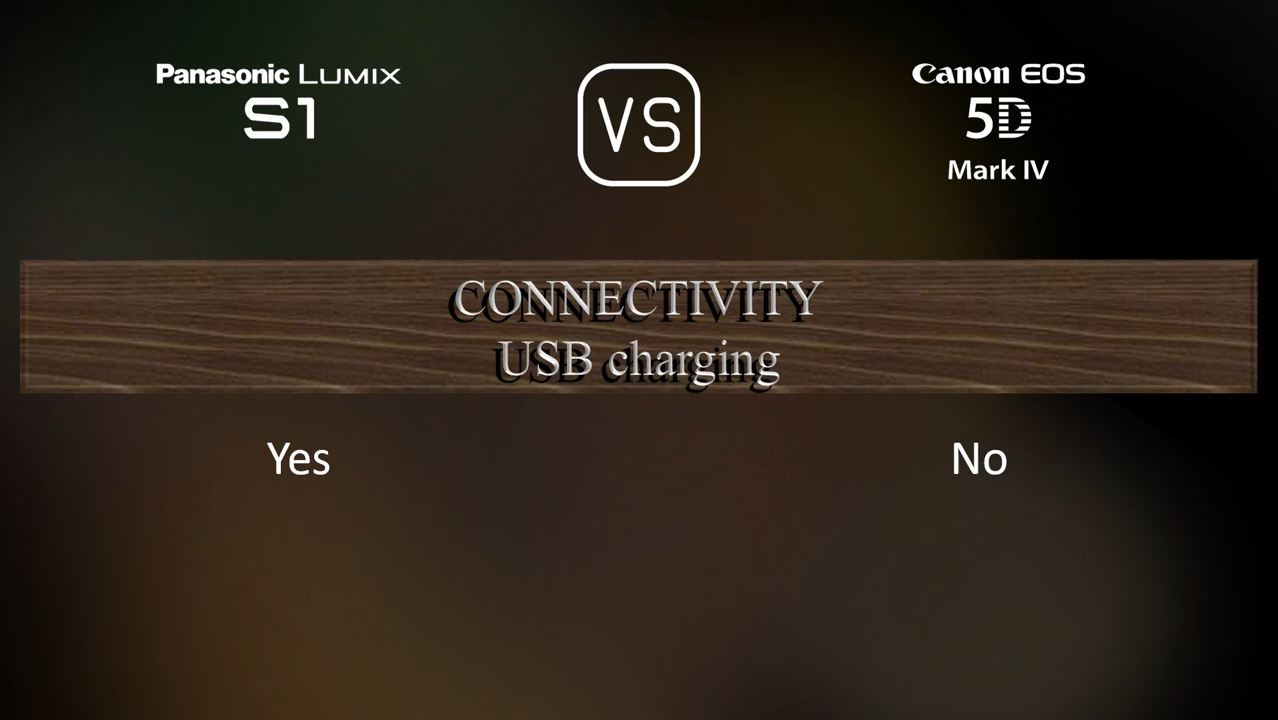 Panasonic LUMIX
S1
VS
Canon EOS
5D
Mark IV
CONNECTIVITY
USB charging
Yes
No